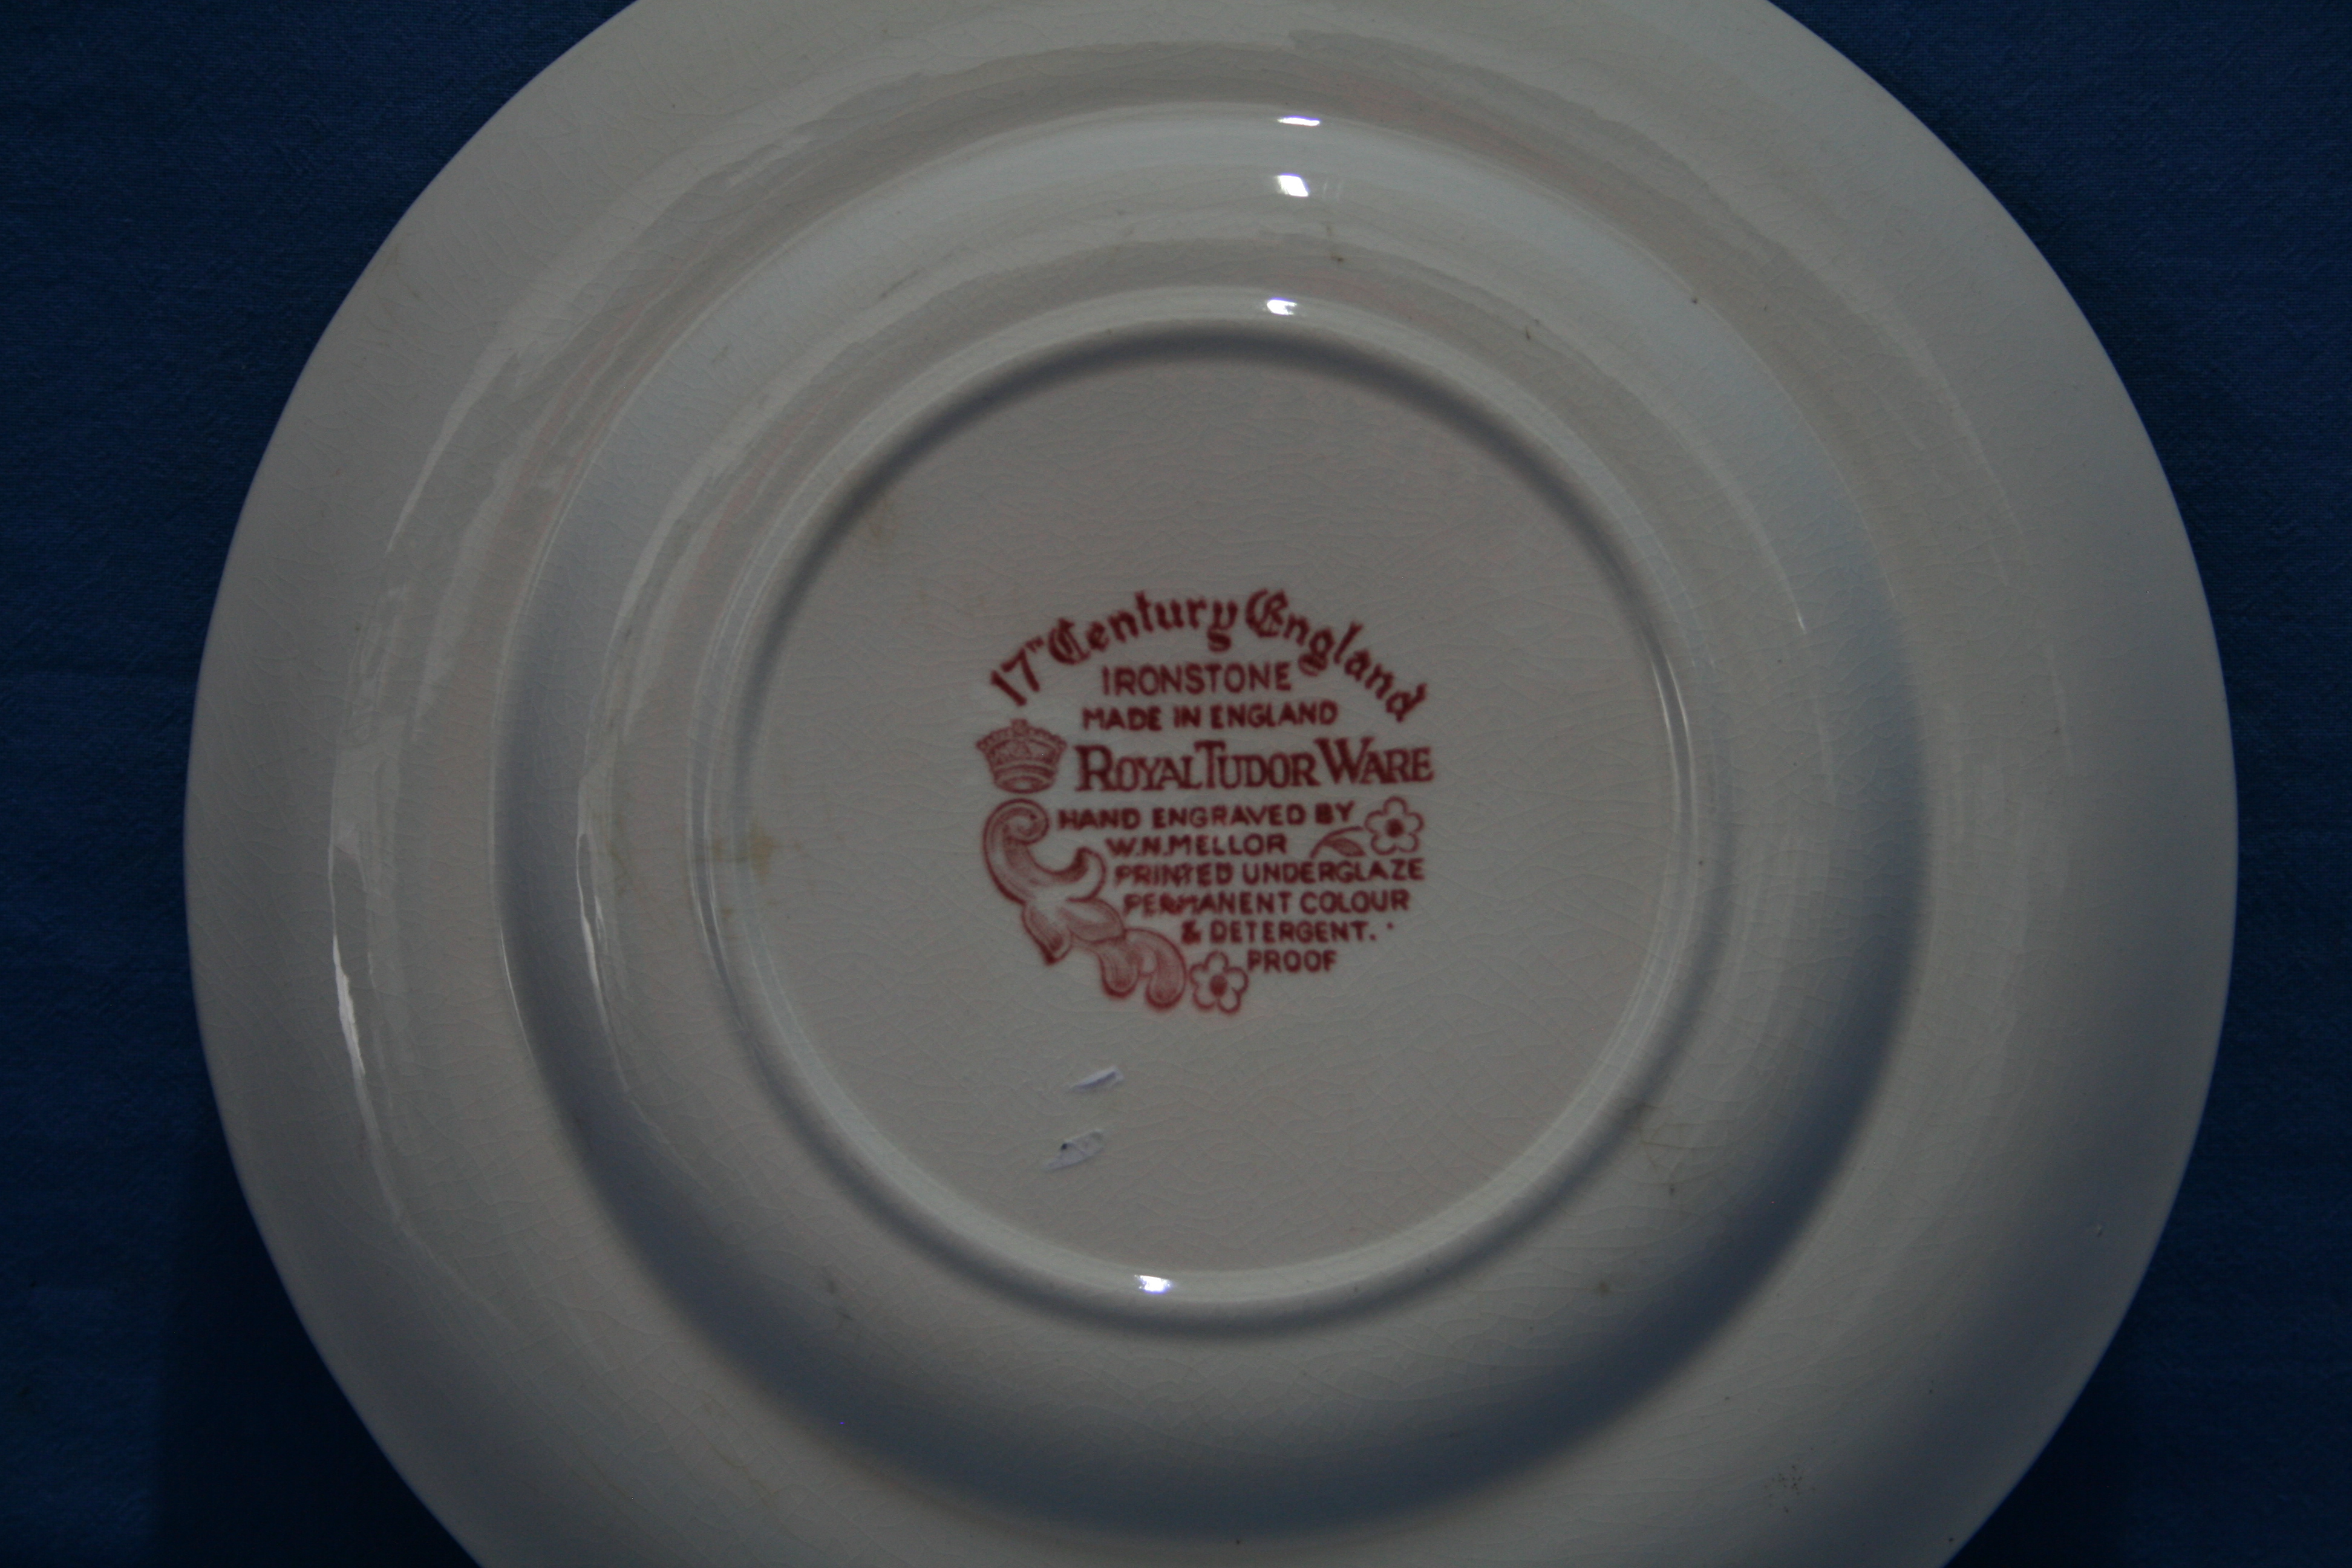 17TH Century England
IRONSTONE
MADE IN ENGLAND
ROYAL TUDOR WARE
HAND ENGRAVED BY
W.N.MELLOR
PRINTED UNDERGLAZE
PERMANENT COLOUR
& DETERGENT.
PROOF